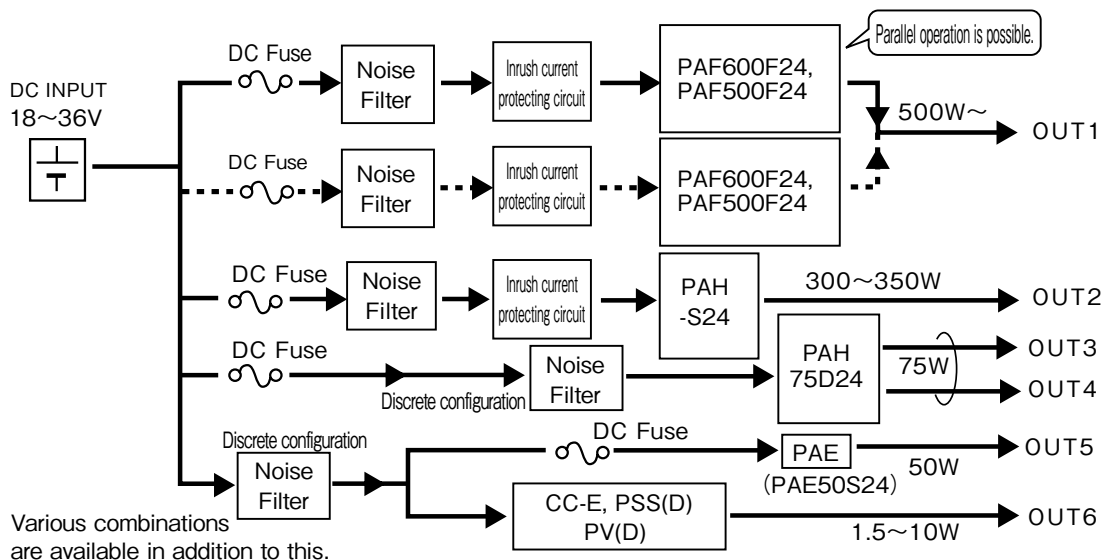 Parallel operation is possible.
DC INPUT
18～36V
DC Fuse
Noise
Filter
Inrush current
protecting circuit
PAF600F24,
PAF500F24
500W～
OUT1
DC Fuse
Noise
Filter
Inrush current
protecting circuit
PAF600F24,
PAF500F24
DC Fuse
Noise
Filter
Inrush current
protecting circuit
PAH
-S24
300～350W
OUT2
DC Fuse
Discrete configuration
Noise
Filter
PAH
75D24
75W
OUT3
OUT4
Discrete configuration
Noise
Filter
DC Fuse
PAE
(PAE50S24)
50W
OUT5
CC-E, PSS(D)
PV(D)
1.5～10W
OUT6
Various combinations
are available in addition to this.